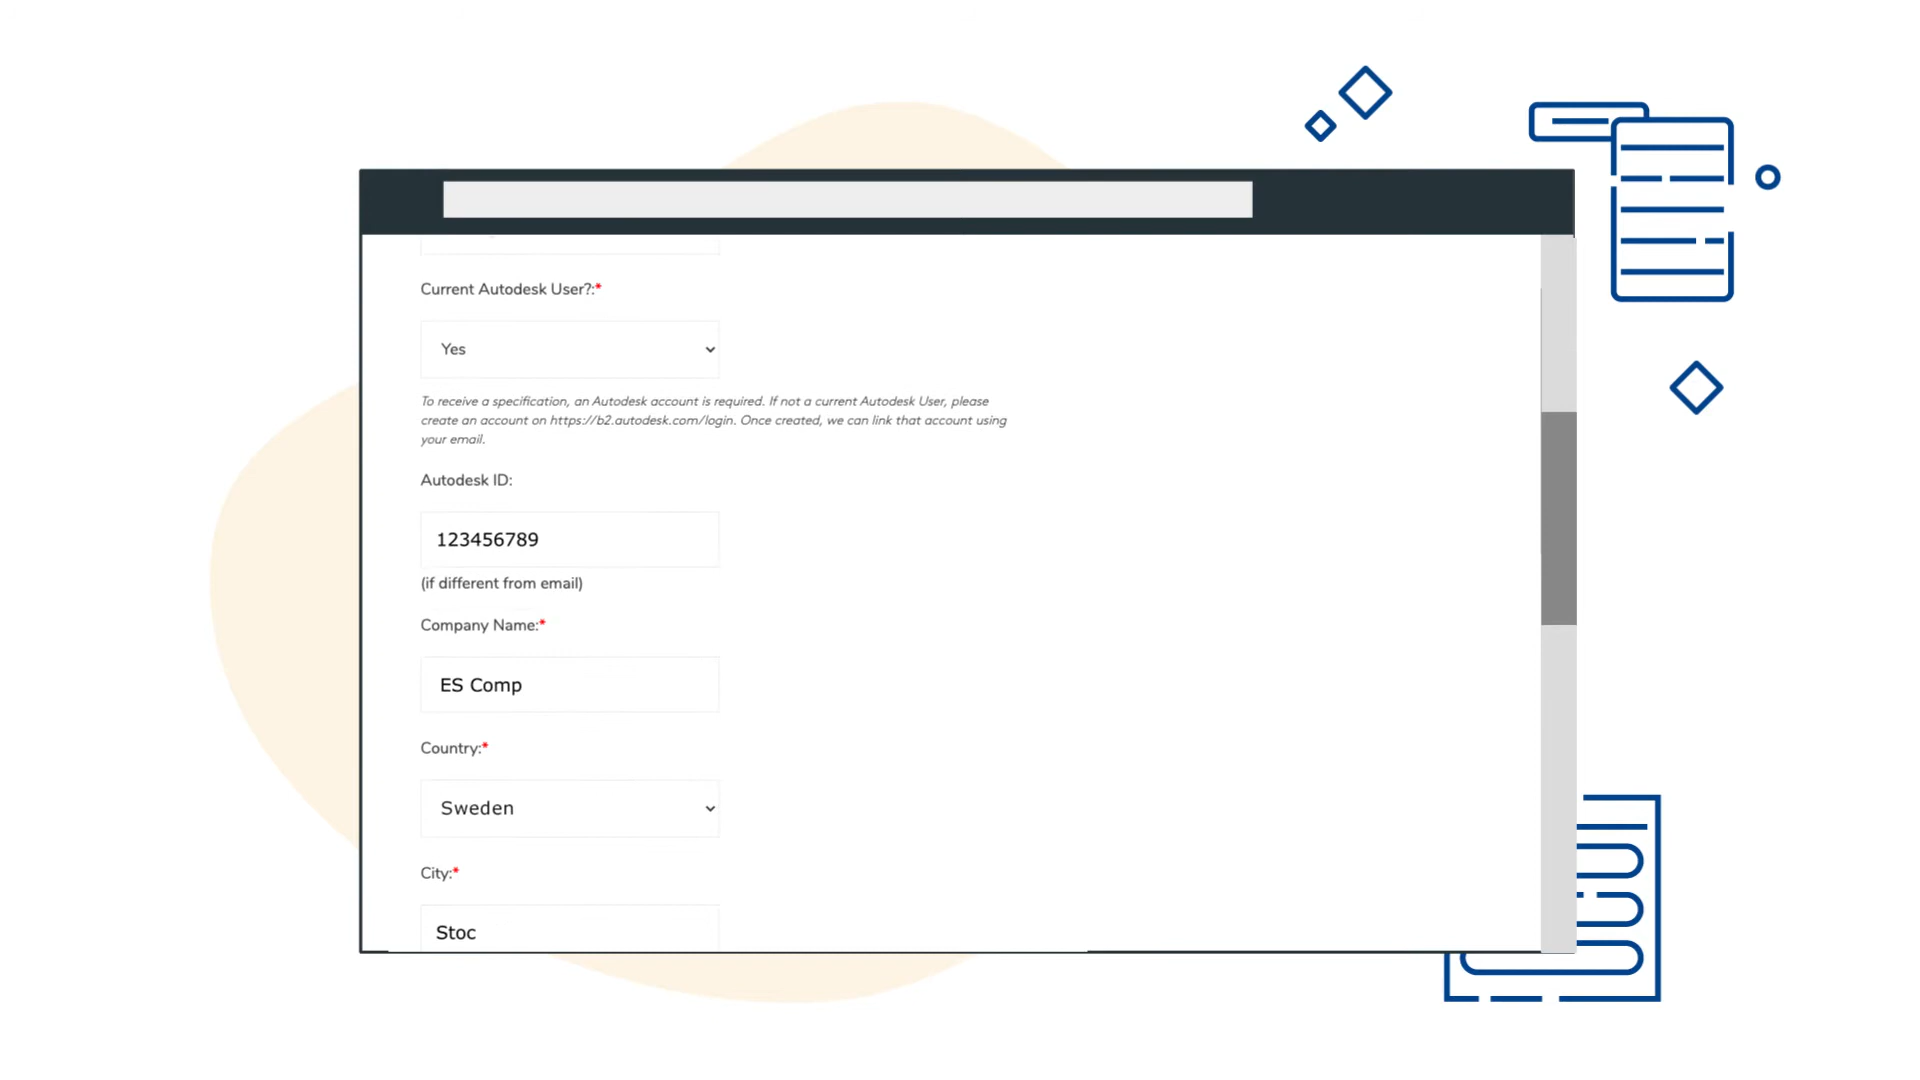 Current Autodesk User?:*
Yes
To receive a specification, an Autodesk account is required. If not a current Autodesk User, please
create an account on https://b2.autodesk.com/login. Once created, we can link that account using
your email.
Autodesk ID:
123456789
(if different from email)
Company Name:*
ES Comp
Country:*
Sweden
City:*
Stoc